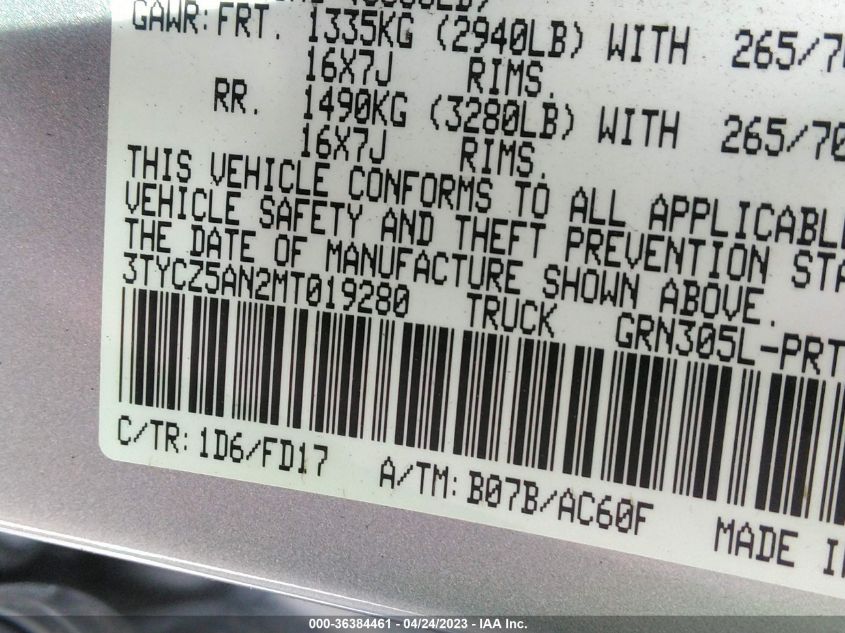 GAWR: FRT. 1335KG (2940LB) WITH 265/70
16X7J RIMS.
RR. 1490KG (3280LB) WITH 265/70
16X7J RIMS.
THIS VEHICLE CONFORMS TO ALL APPLICABLE
VEHICLE SAFETY AND THEFT PREVENTION STA
THE DATE OF MANUFACTURE SHOWN ABOVE.
3TYCZ5AN2MT019280 TRUCK GRN305L-PRT
C/TR: 1D6/FD17 A/TM: B07B/AC60F MADE I
000-36384461 - 04/24/2023 - IAA Inc.